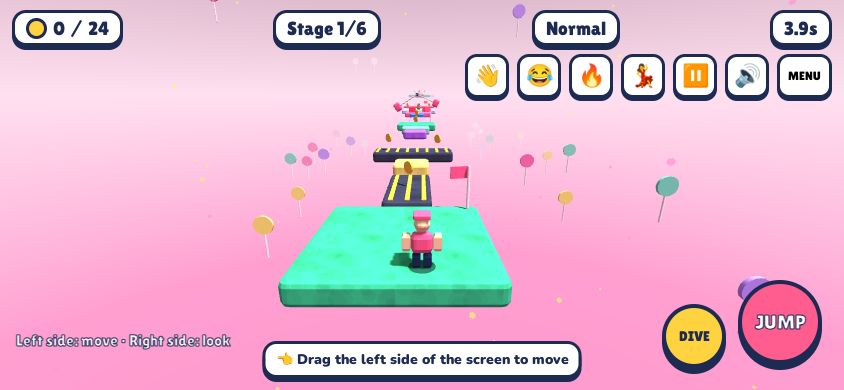 0 / 24
Stage 1/6
Normal
3.9s
MENU
Left side: move · Right side: look
Drag the left side of the screen to move
DIVE
JUMP